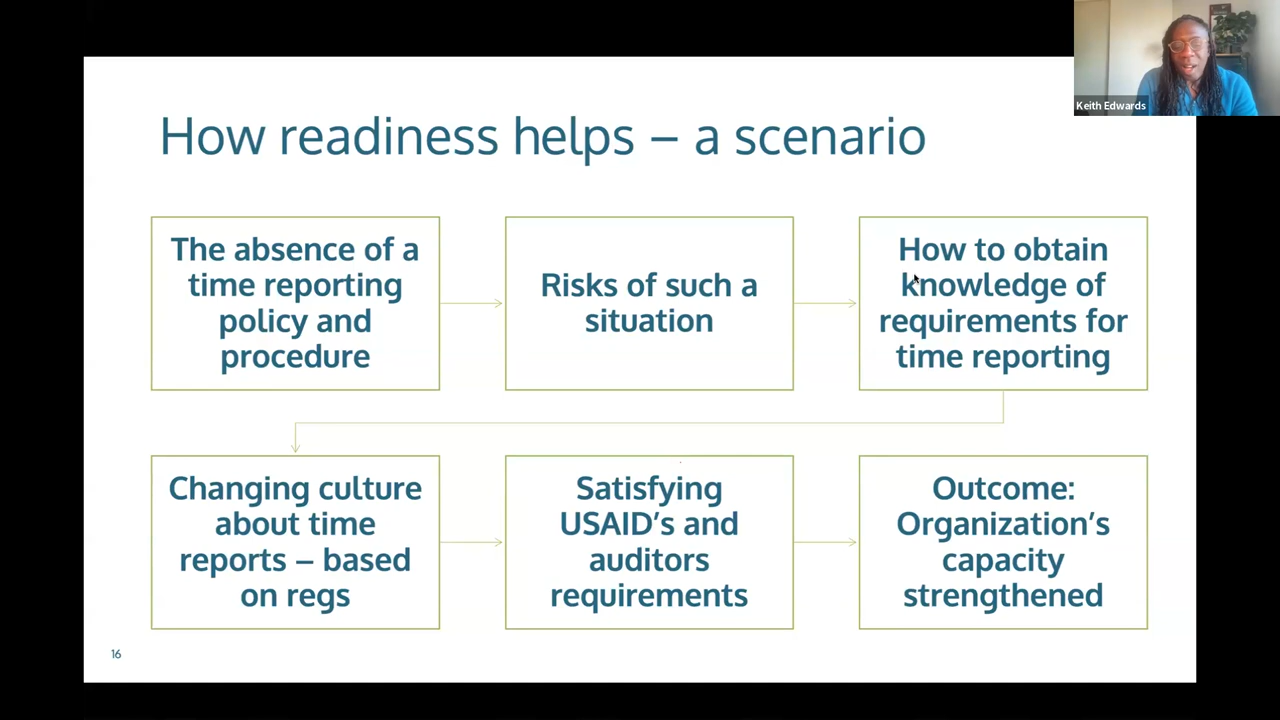 Keith Edwards
How readiness helps – a scenario
The absence of a
time reporting
policy and
procedure
Risks of such a
situation
How to obtain
knowledge of
requirements for
time reporting
Changing culture
about time
reports – based
on regs
Satisfying
USAID’s and
auditors
requirements
Outcome:
Organization’s
capacity
strengthened
16